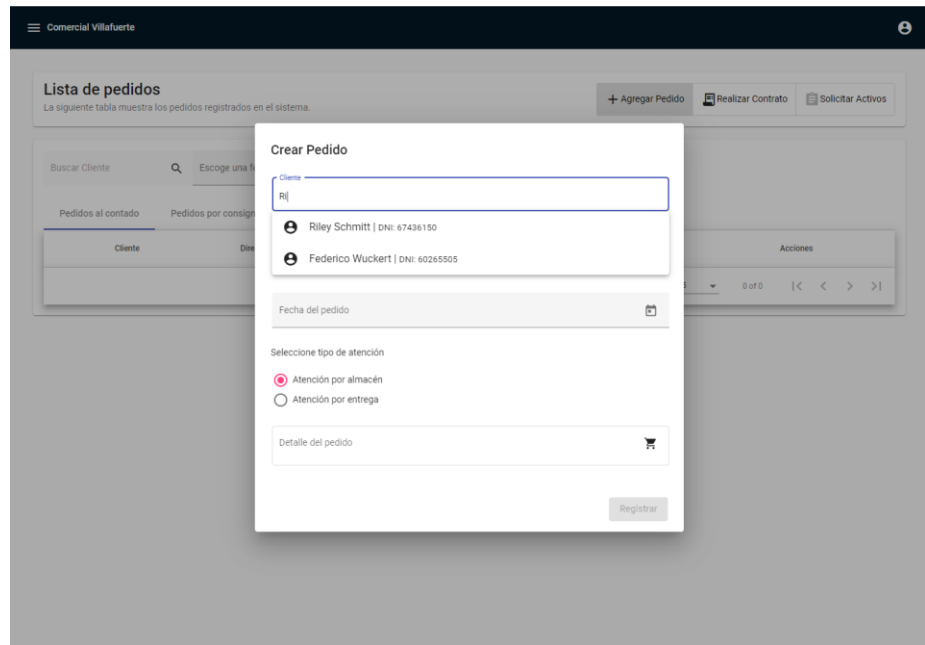 Comercial Villafuerte
Lista de pedidos
La siguiente tabla muestra los pedidos registrados en el sistema.
Agregar Pedido
Realizar Contrato
Solicitar Activos
Buscar Cliente
Escoge una f
Pedidos al contado
Pedidos por consign
Cliente
Dire
Acciones
0 of 0
Crear Pedido
Cliente
Ri
Riley Schmitt | DNI: 67436150
Federico Wuckert | DNI: 60265505
Fecha del pedido
Seleccione tipo de atención
Atención por almacén
Atención por entrega
Detalle del pedido
Registrar